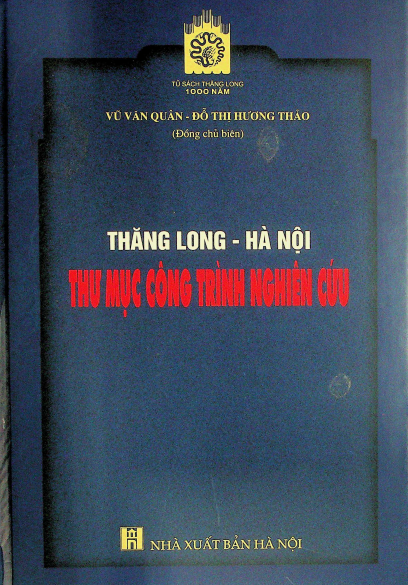 TỦ SÁCH THĂNG LONG
1000 NĂM
VŨ VĂN QUÂN - ĐỖ THI HƯƠNG THẢO
(Đồng chủ biên)
THĂNG LONG - HÀ NỘI
THƯ MỤC CÔNG TRÌNH NGHIÊN CỨU
NHÀ XUẤT BẢN HÀ NỘI